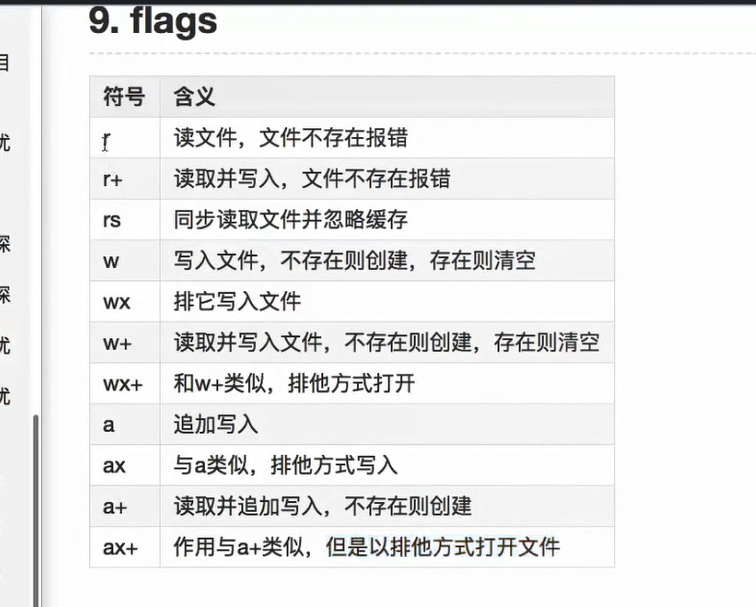 9. flags
目
符号 含义
r 读文件，文件不存在报错
优
r+ 读取并写入，文件不存在报错
rs 同步读取文件并忽略缓存
深
w 写入文件，不存在则创建，存在则清空
深
wx 排它写入文件
优
w+ 读取并写入文件，不存在则创建，存在则清空
wx+ 和w+类似，排他方式打开
优
a 追加写入
ax 与a类似，排他方式写入
a+ 读取并追加写入，不存在则创建
ax+ 作用与a+类似，但是以排他方式打开文件